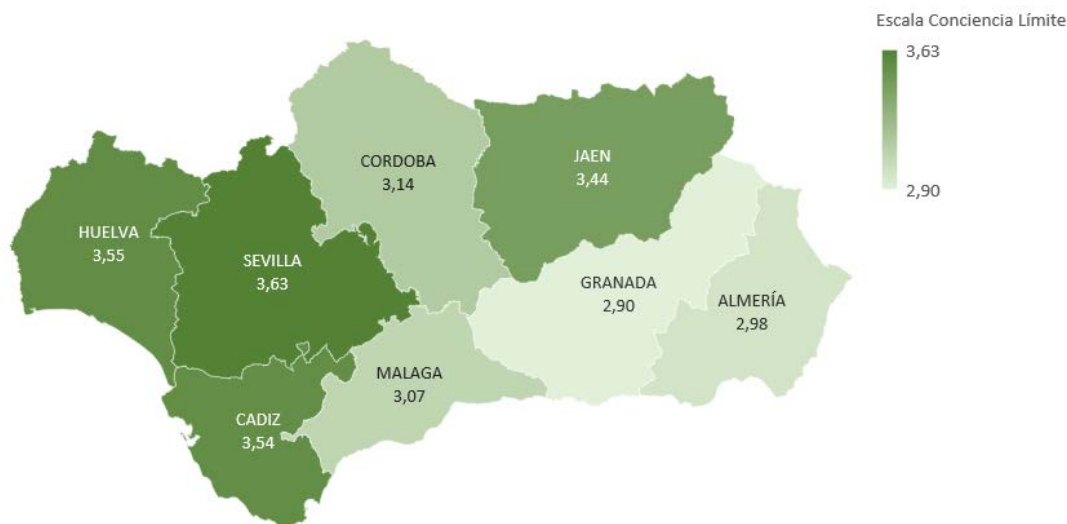 Escala Conciencia Límite
3,63
2,90
CORDOBA
3,14
JAEN
3,44
HUELVA
3,55
SEVILLA
3,63
GRANADA
2,90
ALMERÍA
2,98
MALAGA
3,07
CADIZ
3,54